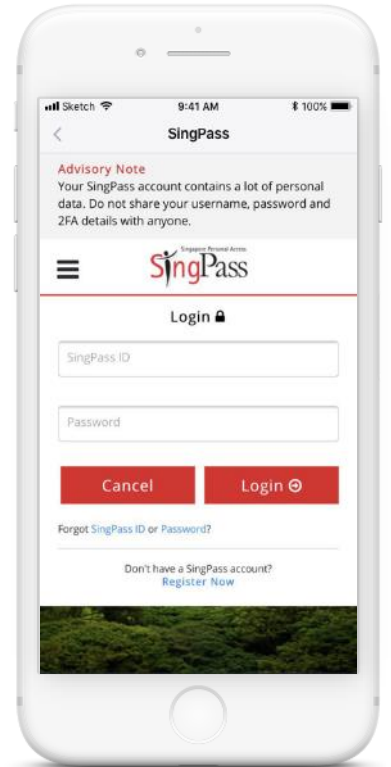 Sketch 9:41 AM 100%
SingPass
Advisory Note
Your SingPass account contains a lot of personal
data. Do not share your username, password and
2FA details with anyone.
Singapore Personal Access
SingPass
Login
SingPass ID
Password
Cancel Login
Forgot SingPass ID or Password?
Don't have a SingPass account?
Register Now